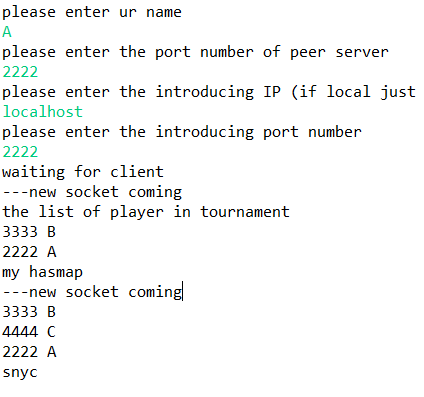 please enter ur name
A
please enter the port number of peer server
2222
please enter the introducing IP (if local just
localhost
please enter the introducing port number
2222
waiting for client
---new socket coming
the list of player in tournament
3333 B
2222 A
my hasmap
---new socket coming
3333 B
4444 C
2222 A
snyc